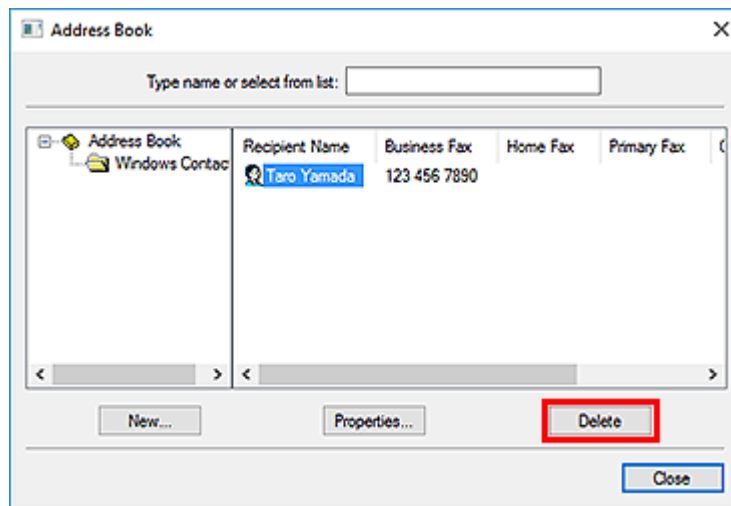 Address Book
Type name or select from list:
Address Book
Windows Contac
Recipient Name Business Fax Home Fax Primary Fax
Taro Yamada 123 456 7890
New... Properties... Delete
Close